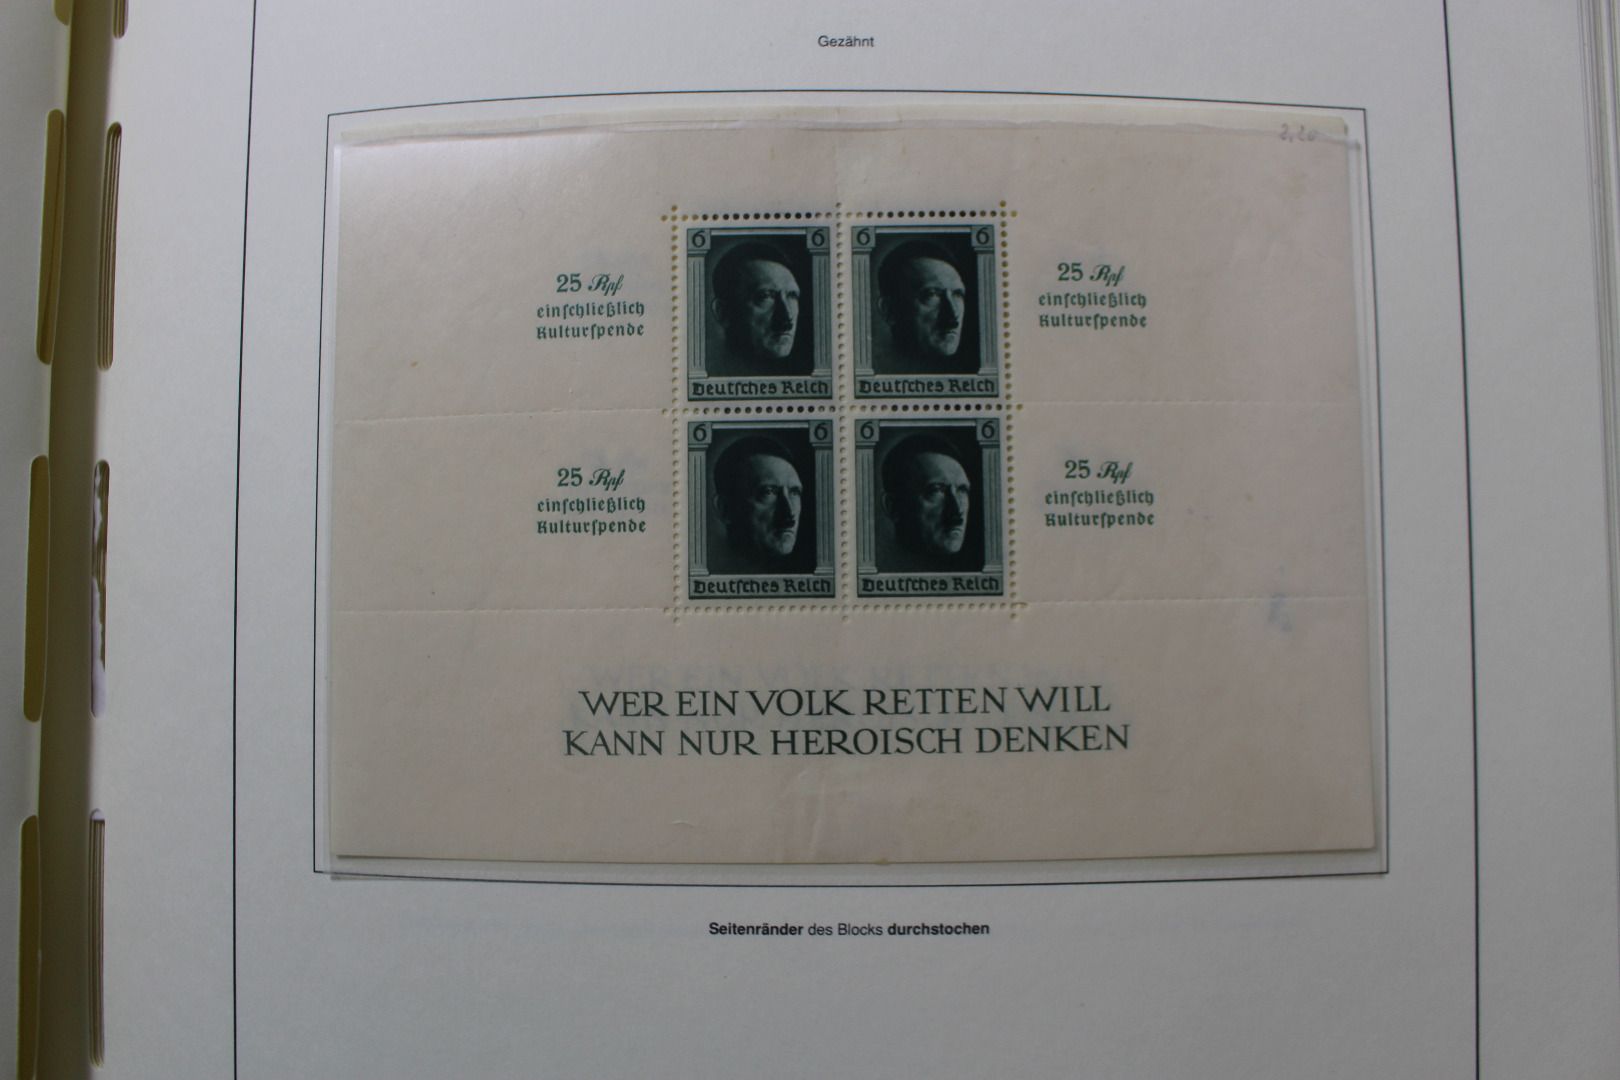 Gezähnt
2,20
6 6 6 6
25 Rpf
einſchließlich
Kulturſpende
Deutſches Reich Deutſches Reich
25 Rpf
einſchließlich
Kulturſpende
25 Rpf
einſchließlich
Kulturſpende
6 6 6 6
Deutſches Reich Deutſches Reich
25 Rpf
einſchließlich
Kulturſpende
WER EIN VOLK RETTEN WILL
KANN NUR HEROISCH DENKEN
Seitenränder des Blocks durchstochen